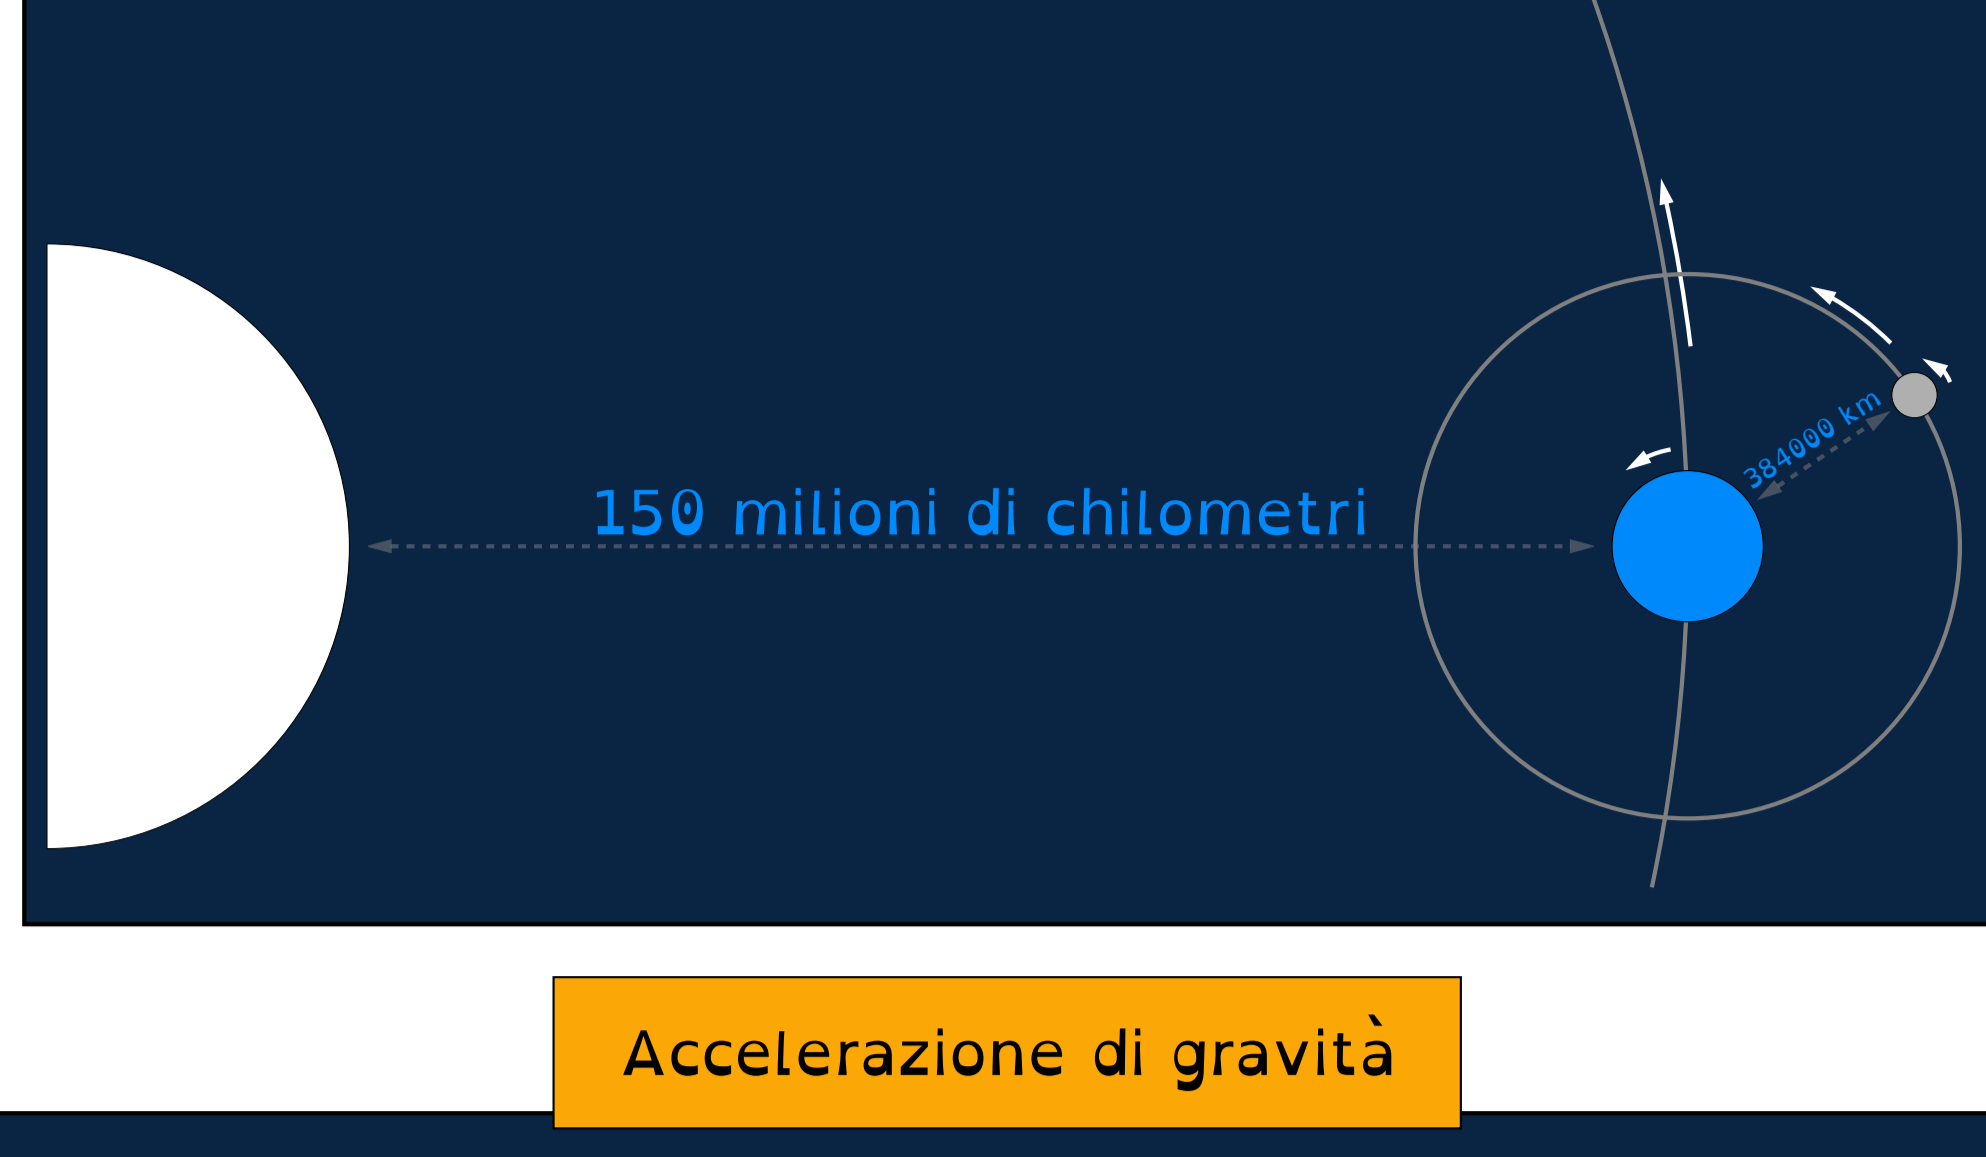 384000 km
150 milioni di chilometri
Accelerazione di gravità